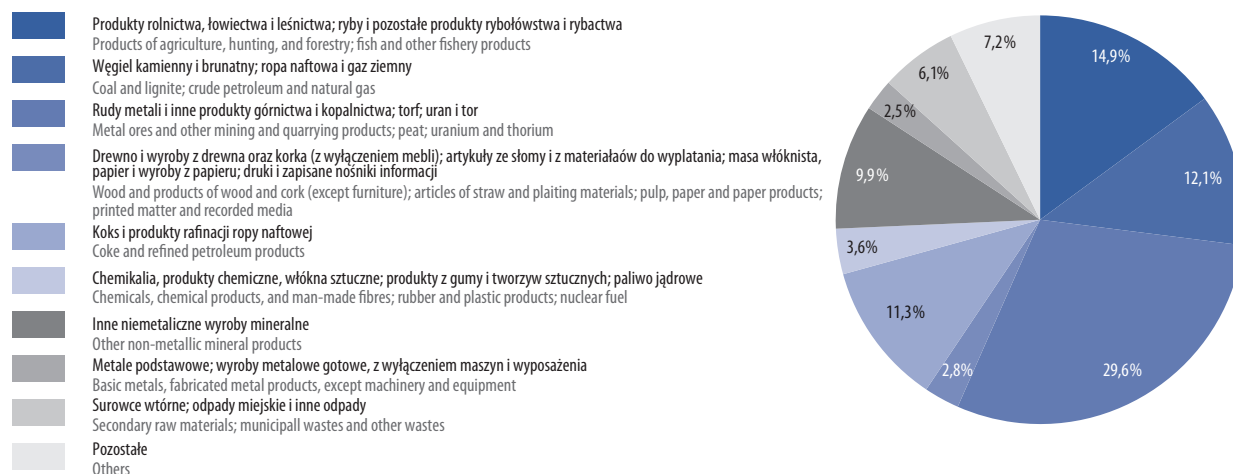 Produkty rolnictwa, łowiectwa i leśnictwa; ryby i pozostałe produkty rybołówstwa i rybactwa
Products of agriculture, hunting, and forestry; fish and other fishery products
Węgiel kamienny i brunatny; ropa naftowa i gaz ziemny
Coal and lignite; crude petroleum and natural gas
Rudy metali i inne produkty górnictwa i kopalnictwa; torf; uran i tor
Metal ores and other mining and quarrying products; peat; uranium and thorium
Drewno i wyroby z drewna oraz korka (z wyłączeniem mebli); artykuły ze słomy i z materiałaów do wyplatania; masa włóknista,
papier i wyroby z papieru; druki i zapisane nośniki informacji
Wood and products of wood and cork (except furniture); articles of straw and plaiting materials; pulp, paper and paper products;
printed matter and recorded media
Koks i produkty rafinacji ropy naftowej
Coke and refined petroleum products
Chemikalia, produkty chemiczne, włókna sztuczne; produkty z gumy i tworzyw sztucznych; paliwo jądrowe
Chemicals, chemical products, and man-made fibres; rubber and plastic products; nuclear fuel
Inne niemetaliczne wyroby mineralne
Other non-metallic mineral products
Metale podstawowe; wyroby metalowe gotowe, z wyłączeniem maszyn i wyposażenia
Basic metals, fabricated metal products, except machinery and equipment
Surowce wtórne; odpady miejskie i inne odpady
Secondary raw materials; municipall wastes and other wastes
Pozostałe
Others
14,9%
12,1%
29,6%
2,8%
11,3%
3,6%
9,9%
2,5%
6,1%
7,2%